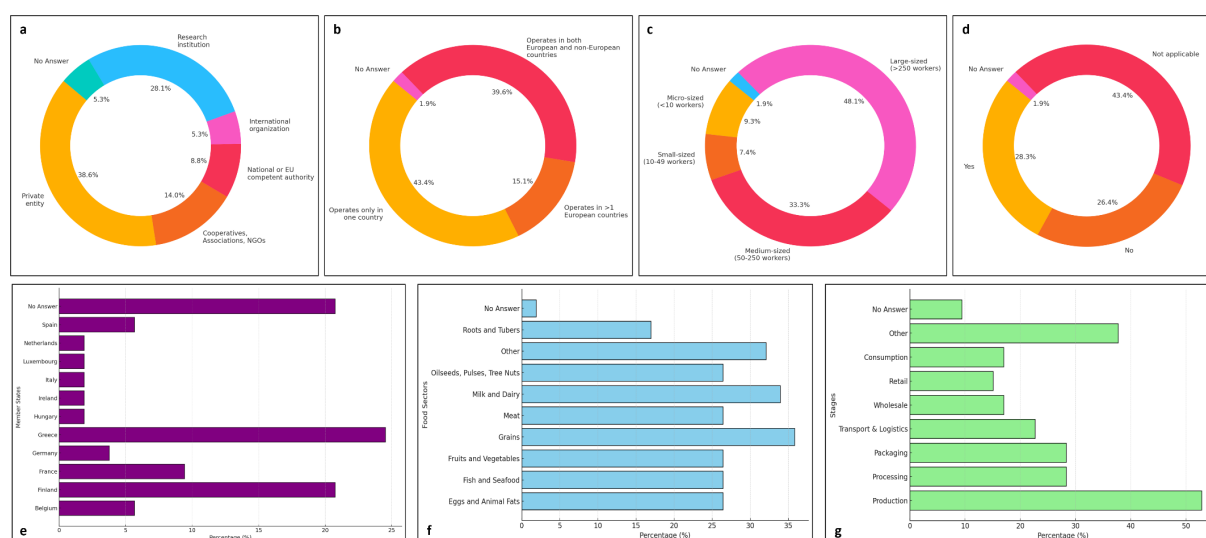 a
Research
institution
No Answer
5.3%
28.1%
International
organization
5.3%
8.8%
National or EU
competent authority
38.6%
14.0%
Private
entity
Cooperatives,
Associations, NGOs
b
Operates in both
European and non-European
countries
No Answer
1.9%
39.6%
43.4%
15.1%
Operates only in
one country
Operates in >1
European countries
c
Large-sized
(>250 workers)
No Answer
Micro-sized
(<10 workers)
1.9%
48.1%
9.3%
Small-sized
(10-49 workers)
7.4%
33.3%
Medium-sized
(50-250 workers)
d
Not applicable
No Answer
1.9%
43.4%
Yes
28.3%
26.4%
No
Member States
No Answer
Spain
Netherlands
Luxembourg
Italy
Ireland
Hungary
Greece
Germany
France
Finland
Belgium
0 5 10 15 20 25
Percentage (%)
e
Food Sectors
No Answer
Roots and Tubers
Other
Oilseeds, Pulses, Tree Nuts
Milk and Dairy
Meat
Grains
Fruits and Vegetables
Fish and Seafood
Eggs and Animal Fats
0 5 10 15 20 25 30 35
Percentage (%)
f
Stages
No Answer
Other
Consumption
Retail
Wholesale
Transport & Logistics
Packaging
Processing
Production
0 10 20 30 40 50
Percentage (%)
g